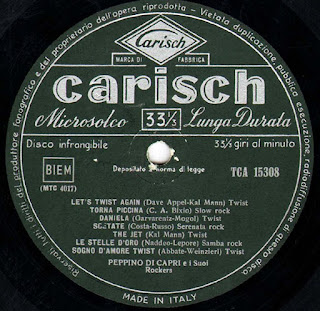 Riservati tutti i diritti del produttore fonografico e del proprietario dell'opera riprodotta - Vietata duplicazione, pubblica esecuzione, radiodiffusione di questo disco
Carisch
MARCA DI FABBRICA
carisch
Microsolco 33⅓ Lunga Durata
Disco infrangibile 33⅓ giri al minuto
BIEM
(MTC 4017)
Depositato a norma di legge
TCA 15308
LET'S TWIST AGAIN (Dave Appel-Kal Mann) Twist
TORNA PICCINA (C. A. Bixio) Slow rock
DANIELA (Garvarentz-Mogol) Twist
SCETATE (Costa-Russo) Serenata rock
THE JET (Kal Mann) Twist
LE STELLE D'ORO (Naddeo-Lepore) Samba rock
SOGNO D'AMORE TWIST (Abbate-Weinzierl) Twist
PEPPINO DI CAPRI e i Suoi
Rockers
MADE IN ITALY